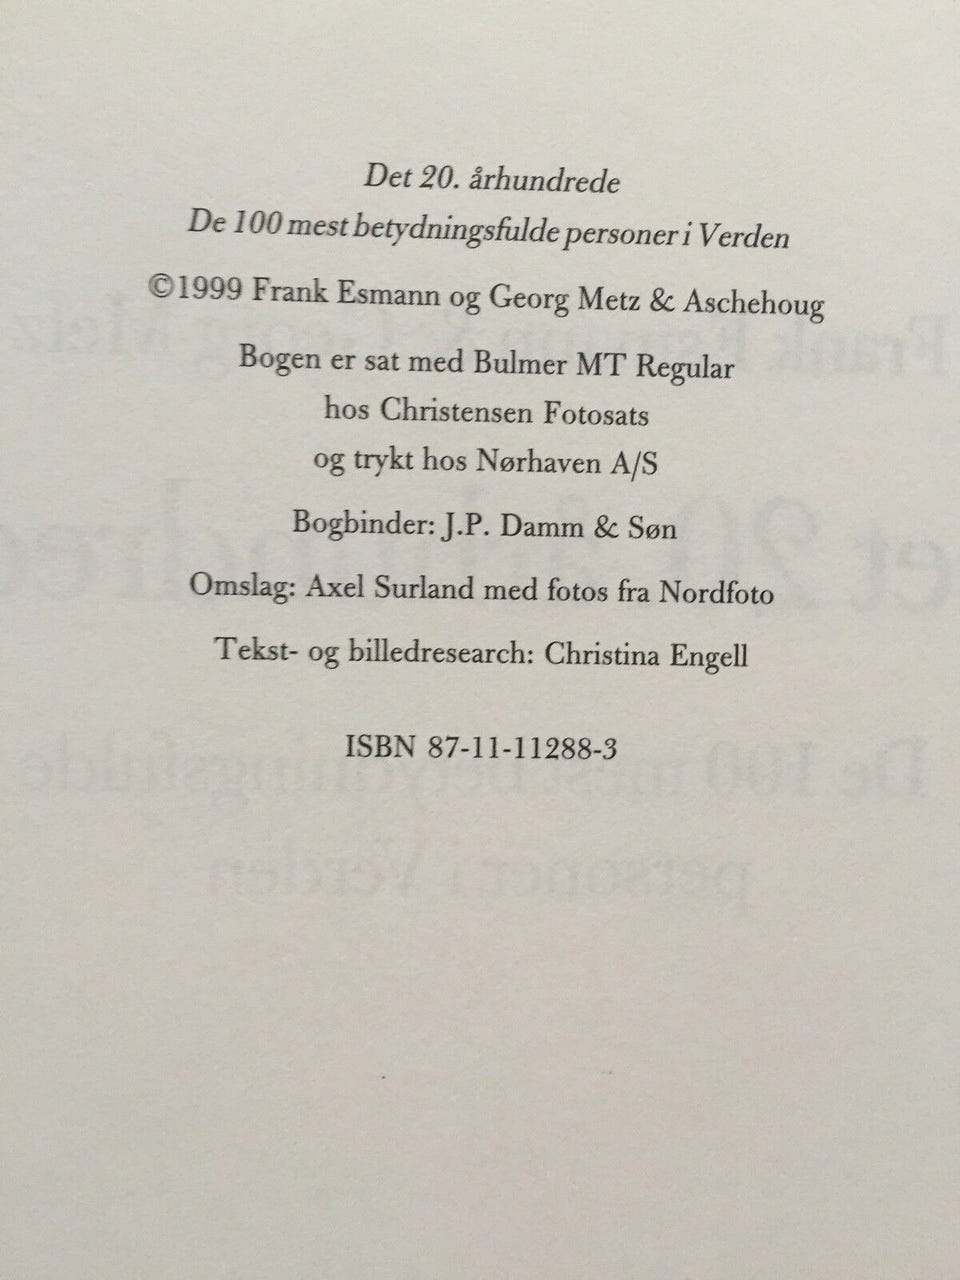 Det 20. århundrede
De 100 mest betydningsfulde personer i Verden
©1999 Frank Esmann og Georg Metz & Aschehoug
Bogen er sat med Bulmer MT Regular
hos Christensen Fotosats
og trykt hos Nørhaven A/S
Bogbinder: J.P. Damm & Søn
Omslag: Axel Surland med fotos fra Nordfoto
Tekst- og billedresearch: Christina Engell
ISBN 87-11-11288-3